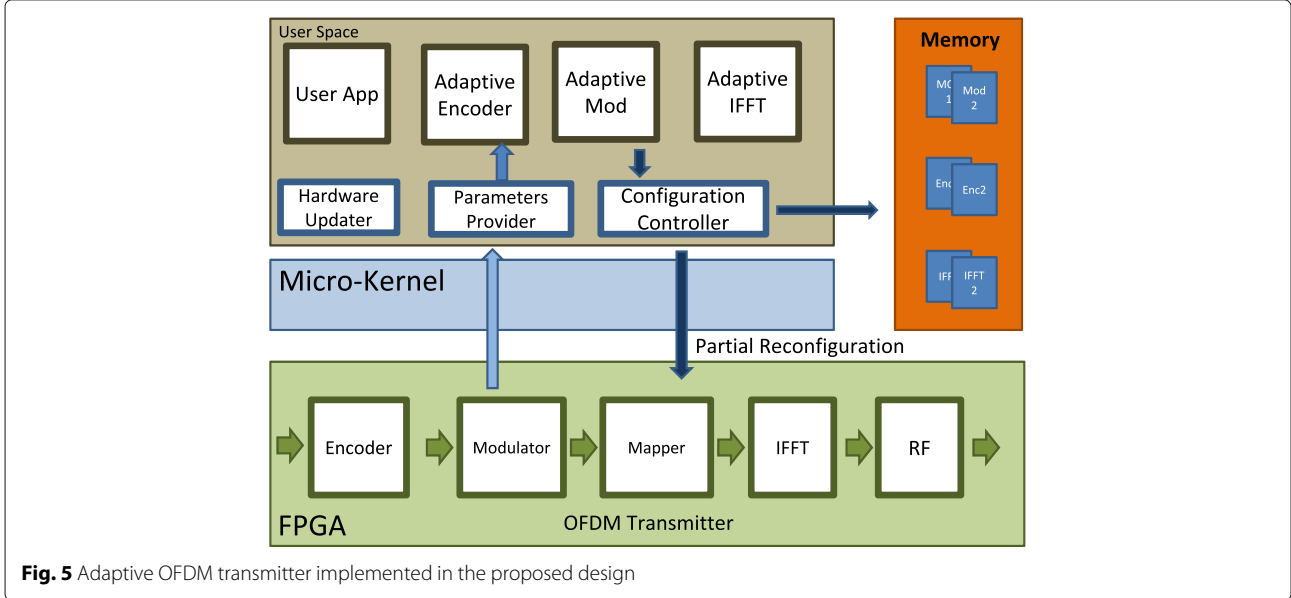 User Space
User App
Adaptive
Encoder
Adaptive
Mod
Adaptive
IFFT
Hardware
Updater
Parameters
Provider
Configuration
Controller
Memory
Mod
2
Enc2
IFFT
2
Micro-Kernel
Partial Reconfiguration
Encoder
Modulator
Mapper
IFFT
RF
FPGA
OFDM Transmitter
Fig. 5 Adaptive OFDM transmitter implemented in the proposed design